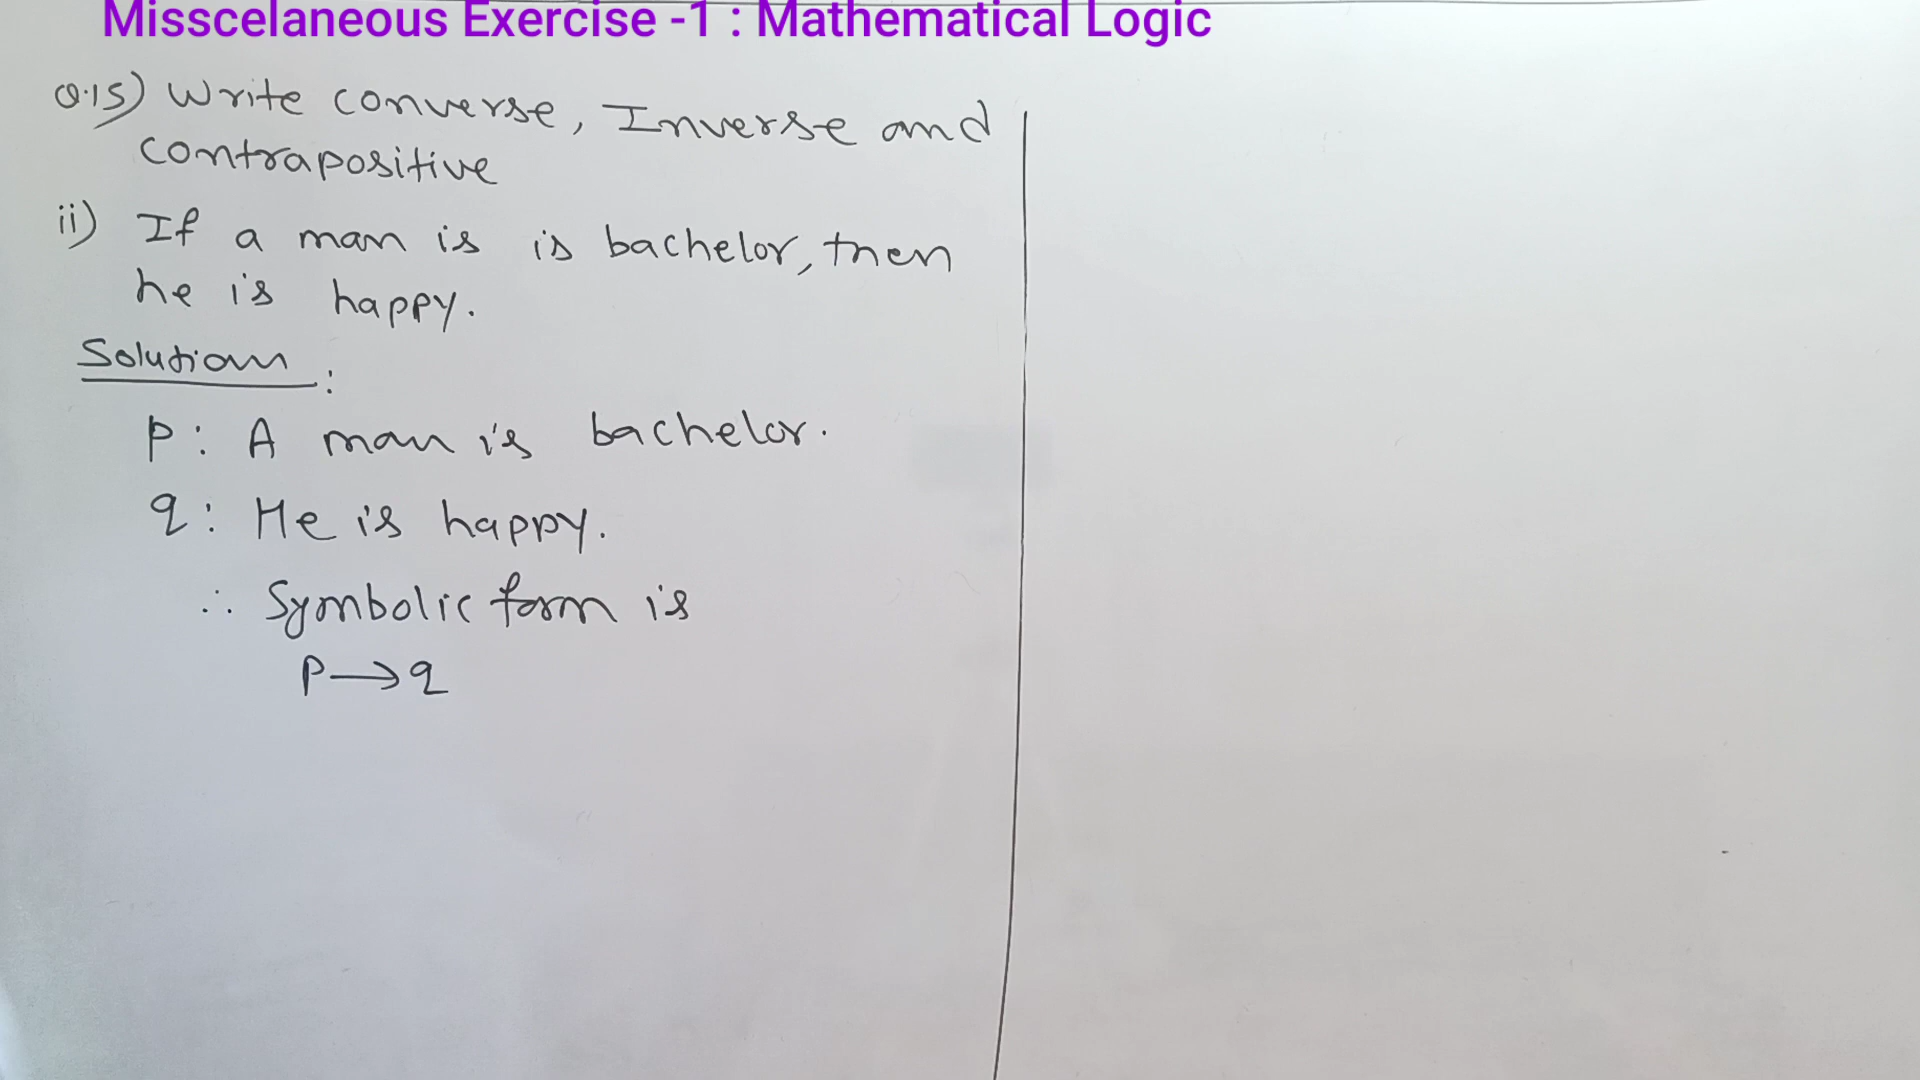 Misscelaneous Exercise -1 : Mathematical Logic
Q.15) Write converse, Inverse and
contrapositive
ii) If a man is is bachelor, then
he is happy.
Solution :
p: A man is bachelor.
q: He is happy.
∴ Symbolic form is
p → q